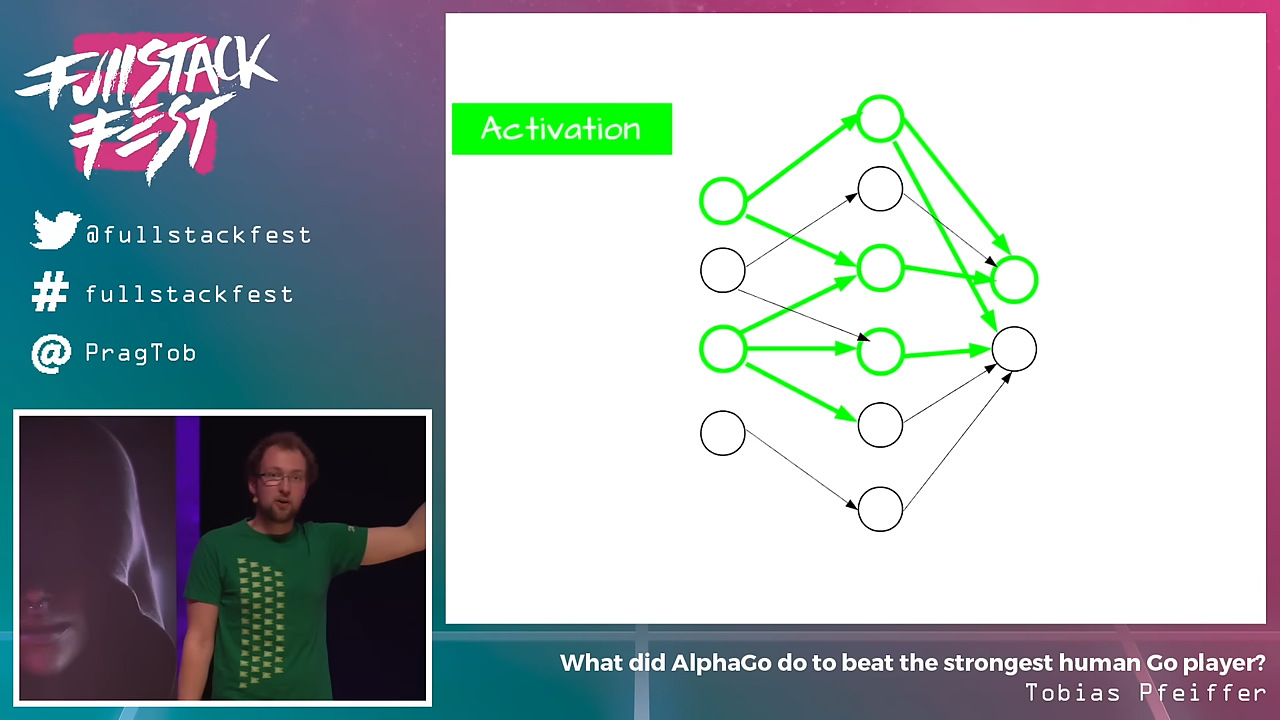 FullSTACK
FEST
@fullstackfest
# fullstackfest
@ PragTob
Activation
What did AlphaGo do to beat the strongest human Go player?
Tobias Pfeiffer